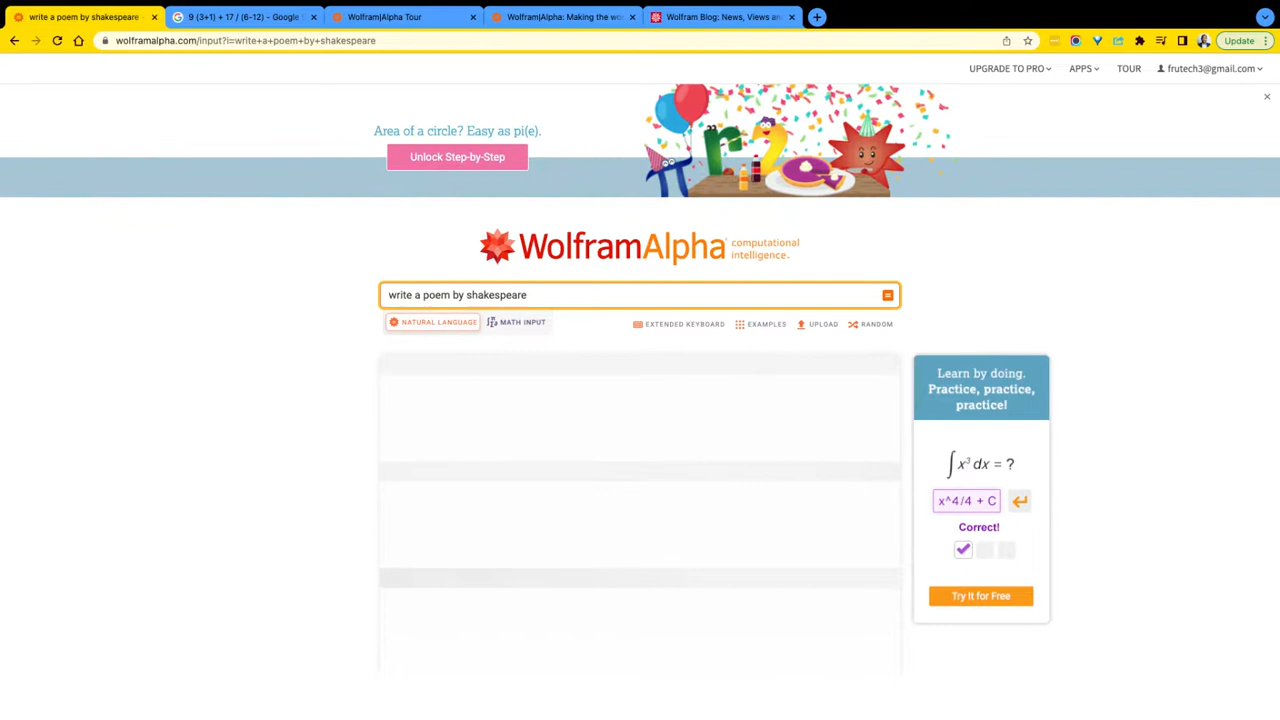 write a poem by shakespeare -
9 (3+1) + 17 / (6-12) - Google S
Wolfram|Alpha Tour
Wolfram|Alpha: Making the wo
Wolfram Blog: News, Views an
wolframalpha.com/input?i=write+a+poem+by+shakespeare
Update
UPGRADE TO PRO
APPS
TOUR
frutech3@gmail.com
Area of a circle? Easy as pi(e).
Unlock Step-by-Step
WolframAlpha computational
intelligence.
write a poem by shakespeare
NATURAL LANGUAGE
MATH INPUT
EXTENDED KEYBOARD
EXAMPLES
UPLOAD
RANDOM
Learn by doing.
Practice, practice,
practice!
∫x³ dx = ?
x^4/4 + C
Correct!
Try It for Free